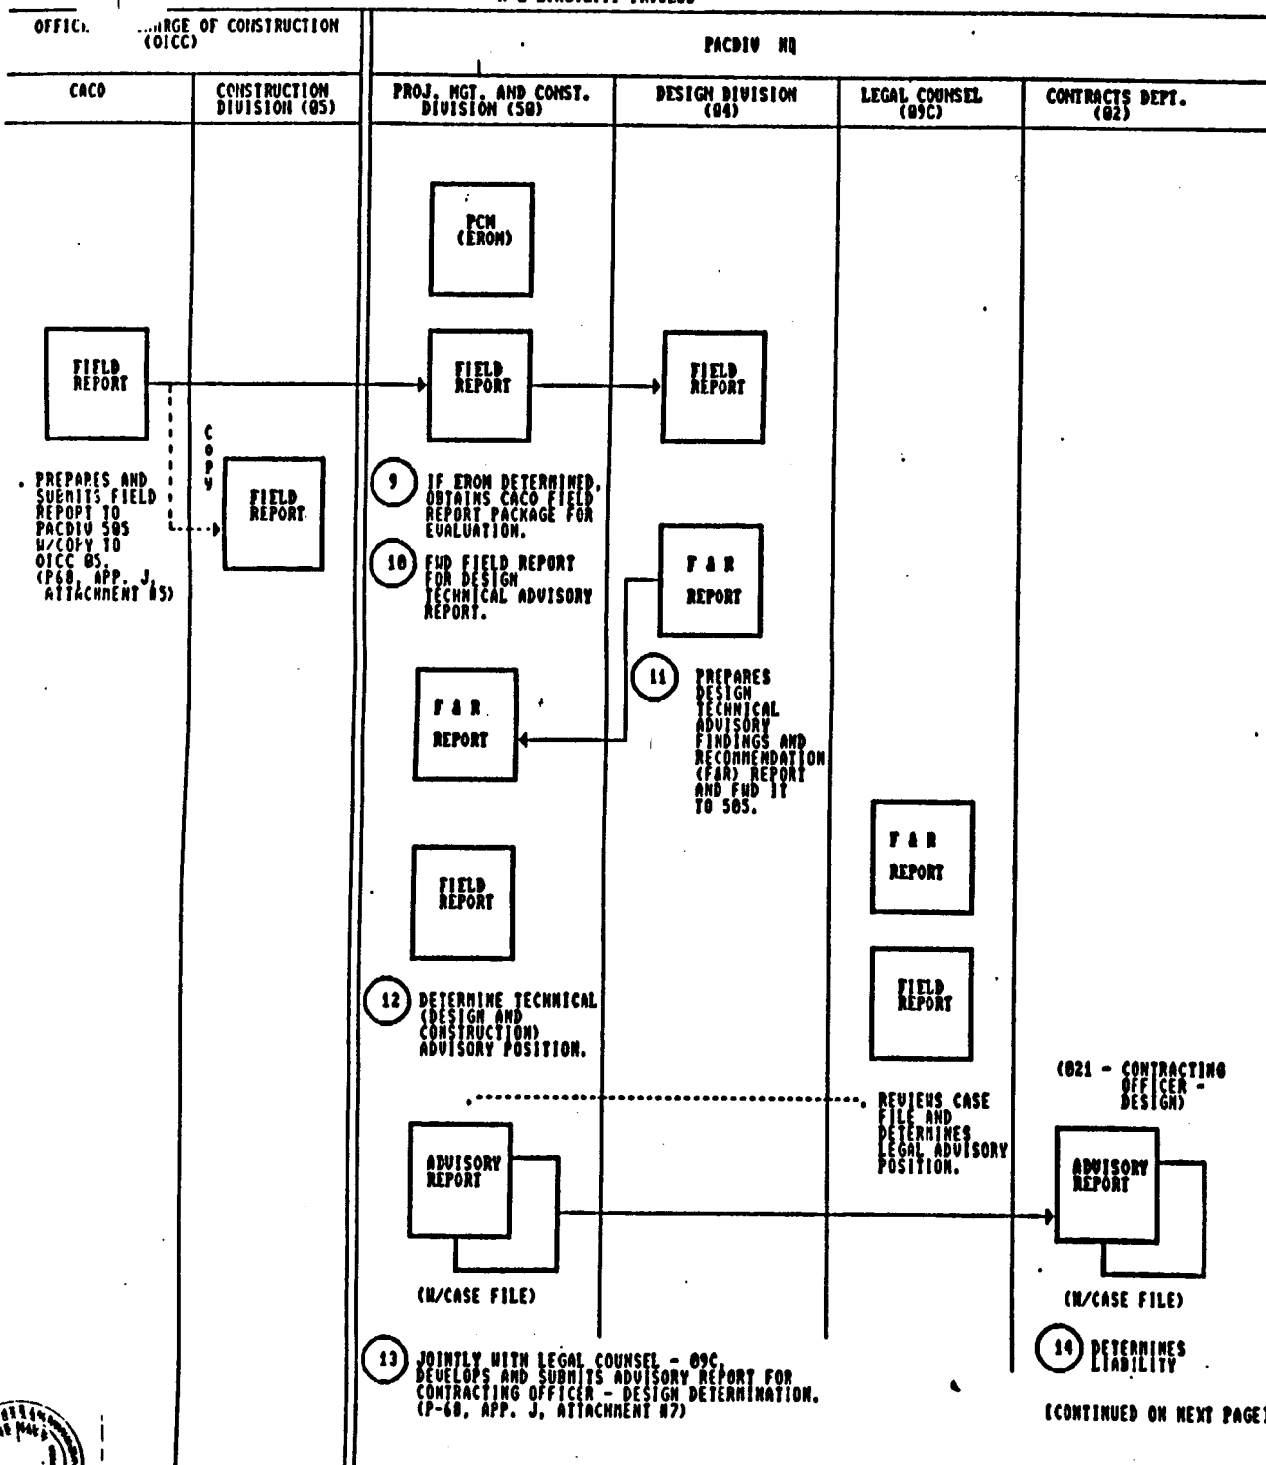 A-E LIABILITY PROCESS
OFFIC
ARGE OF CONSTRUCTION
(OICC)
PACDIV HQ
CACO
CONSTRUCTION
DIVISION (05)
PROJ. MGT. AND CONST.
DIVISION (50)
DESIGN DIVISION
(04)
LEGAL COUNSEL
(09C)
CONTRACTS DEPT.
(02)
PCM
(EROM)
FIELD
REPORT
FIELD
REPORT
FIELD
REPORT
COPY
. PREPARES AND
SUBMITS FIELD
REPORT TO
PACDIV 505
W/COPY TO
OICC 05.
(P68, APP. J,
ATTACHMENT #5)
FIELD
REPORT
9 IF EROM DETERMINED,
OBTAINS CACO FIELD
REPORT PACKAGE FOR
EVALUATION.
10 FWD FIELD REPORT
FOR DESIGN
TECHNICAL ADVISORY
REPORT.
F & R
REPORT
11 PREPARES
DESIGN
TECHNICAL
ADVISORY
FINDINGS AND
RECOMMENDATION
(F&R) REPORT
AND FWD IT
TO 505.
F & R
REPORT
F & R
REPORT
FIELD
REPORT
FIELD
REPORT
12 DETERMINE TECHNICAL
(DESIGN AND
CONSTRUCTION)
ADVISORY POSITION.
. REVIEWS CASE
FILE AND
DETERMINES
LEGAL ADVISORY
POSITION.
(021 - CONTRACTING
OFFICER -
DESIGN)
ADVISORY
REPORT
ADVISORY
REPORT
(W/CASE FILE)
(W/CASE FILE)
13 JOINTLY WITH LEGAL COUNSEL - 09C,
DEVELOPS AND SUBMITS ADVISORY REPORT FOR
CONTRACTING OFFICER - DESIGN DETERMINATION.
(P-68, APP. J, ATTACHMENT #7)
14 DETERMINES
LIABILITY
[CONTINUED ON NEXT PAGE]